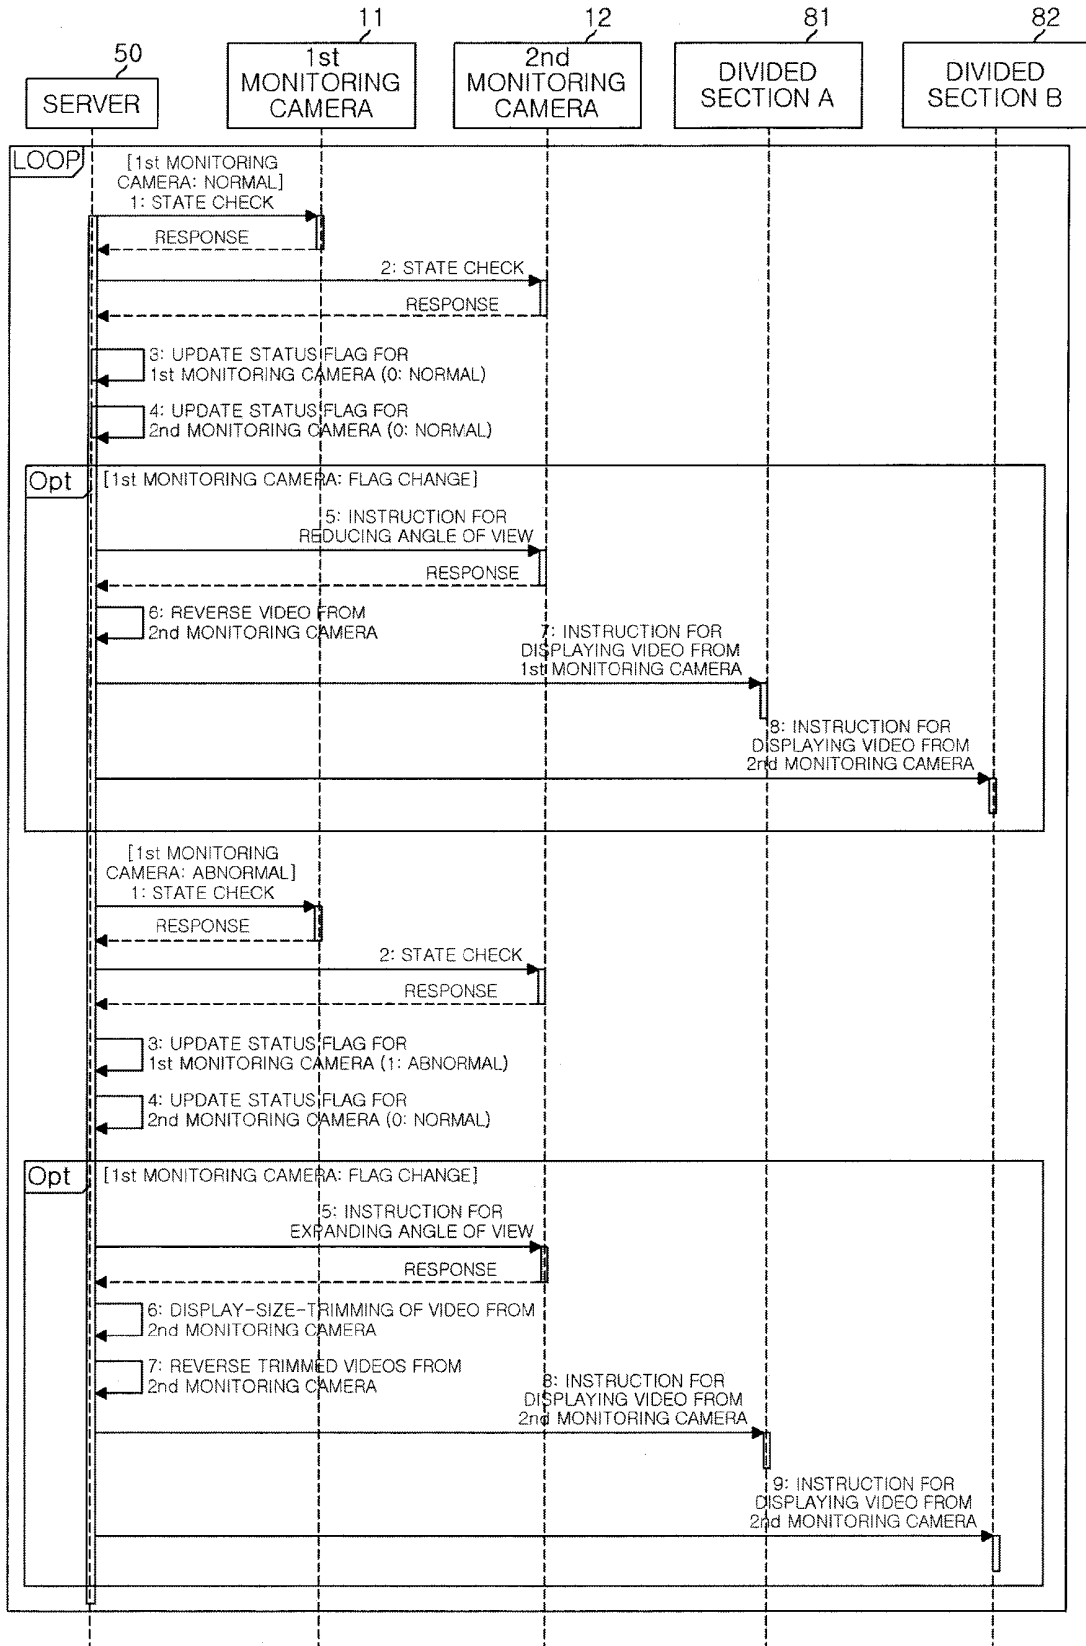 11
12
81
82
50
SERVER
1st
MONITORING
CAMERA
2nd
MONITORING
CAMERA
DIVIDED
SECTION A
DIVIDED
SECTION B
LOOP
[1st MONITORING
CAMERA: NORMAL]
1: STATE CHECK
RESPONSE
2: STATE CHECK
RESPONSE
3: UPDATE STATUS FLAG FOR
1st MONITORING CAMERA (0: NORMAL)
4: UPDATE STATUS FLAG FOR
2nd MONITORING CAMERA (0: NORMAL)
Opt
[1st MONITORING CAMERA: FLAG CHANGE]
5: INSTRUCTION FOR
REDUCING ANGLE OF VIEW
RESPONSE
6: REVERSE VIDEO FROM
2nd MONITORING CAMERA
7: INSTRUCTION FOR
DISPLAYING VIDEO FROM
1st MONITORING CAMERA
8: INSTRUCTION FOR
DISPLAYING VIDEO FROM
2nd MONITORING CAMERA
[1st MONITORING
CAMERA: ABNORMAL]
1: STATE CHECK
RESPONSE
2: STATE CHECK
RESPONSE
3: UPDATE STATUS FLAG FOR
1st MONITORING CAMERA (1: ABNORMAL)
4: UPDATE STATUS FLAG FOR
2nd MONITORING CAMERA (0: NORMAL)
Opt
[1st MONITORING CAMERA: FLAG CHANGE]
5: INSTRUCTION FOR
EXPANDING ANGLE OF VIEW
RESPONSE
6: DISPLAY-SIZE-TRIMMING OF VIDEO FROM
2nd MONITORING CAMERA
7: REVERSE TRIMMED VIDEOS FROM
2nd MONITORING CAMERA
8: INSTRUCTION FOR
DISPLAYING VIDEO FROM
2nd MONITORING CAMERA
9: INSTRUCTION FOR
DISPLAYING VIDEO FROM
2nd MONITORING CAMERA